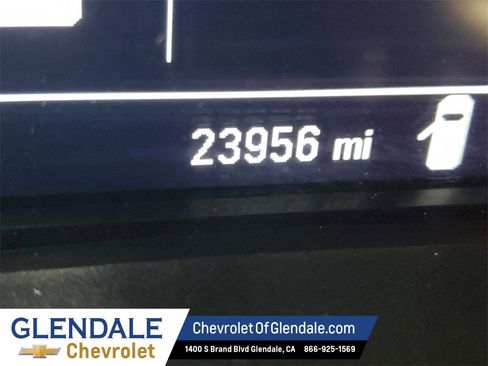 23956 mi
GLENDALE
Chevrolet
ChevroletOfGlendale.com
1400 S Brand Blvd Glendale, CA 866-925-1569